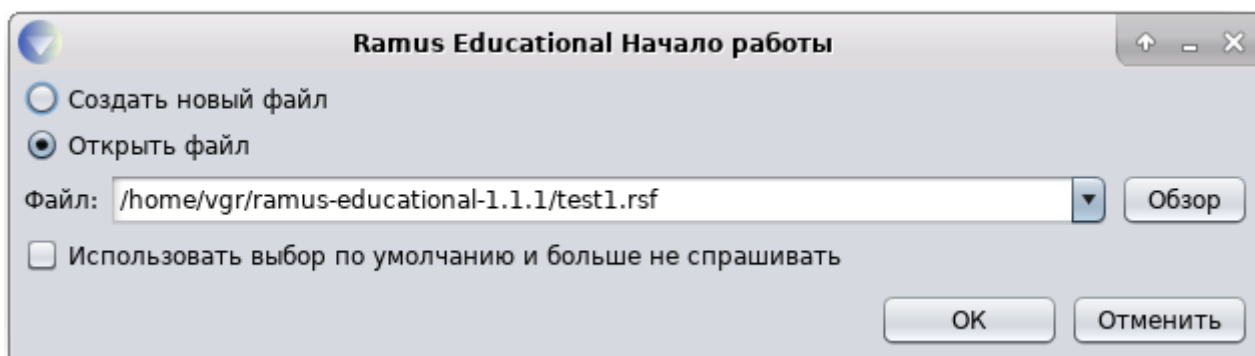 Ramus Educational Начало работы
Создать новый файл
Открыть файл
Файл: /home/vgr/ramus-educational-1.1.1/test1.rsf Обзор
Использовать выбор по умолчанию и больше не спрашивать
OK Отменить